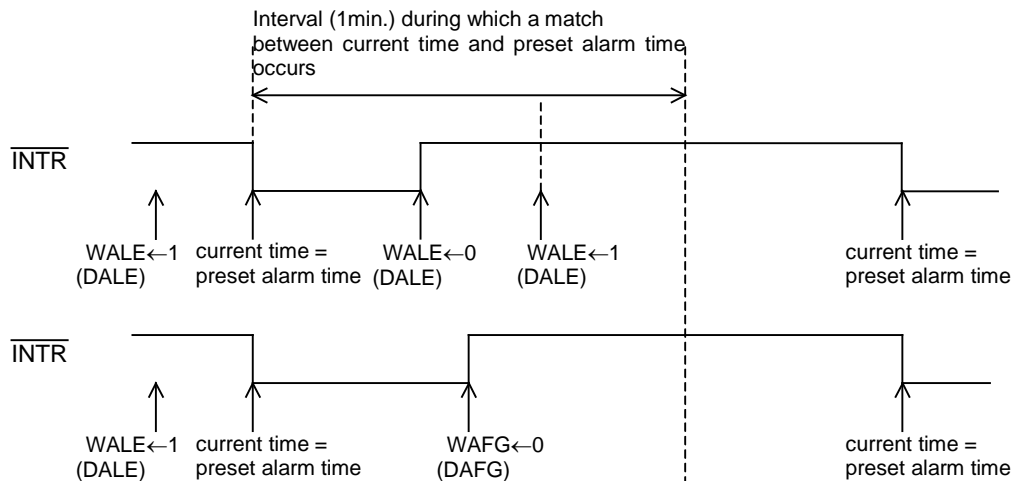 Interval (1min.) during which a match
between current time and preset alarm time
occurs
INTR
WALE←1 current time = WALE←0 WALE←1 current time =
(DALE) preset alarm time (DALE) (DALE) preset alarm time
INTR
WALE←1 current time = WAFG←0 current time =
(DALE) preset alarm time (DAFG) preset alarm time